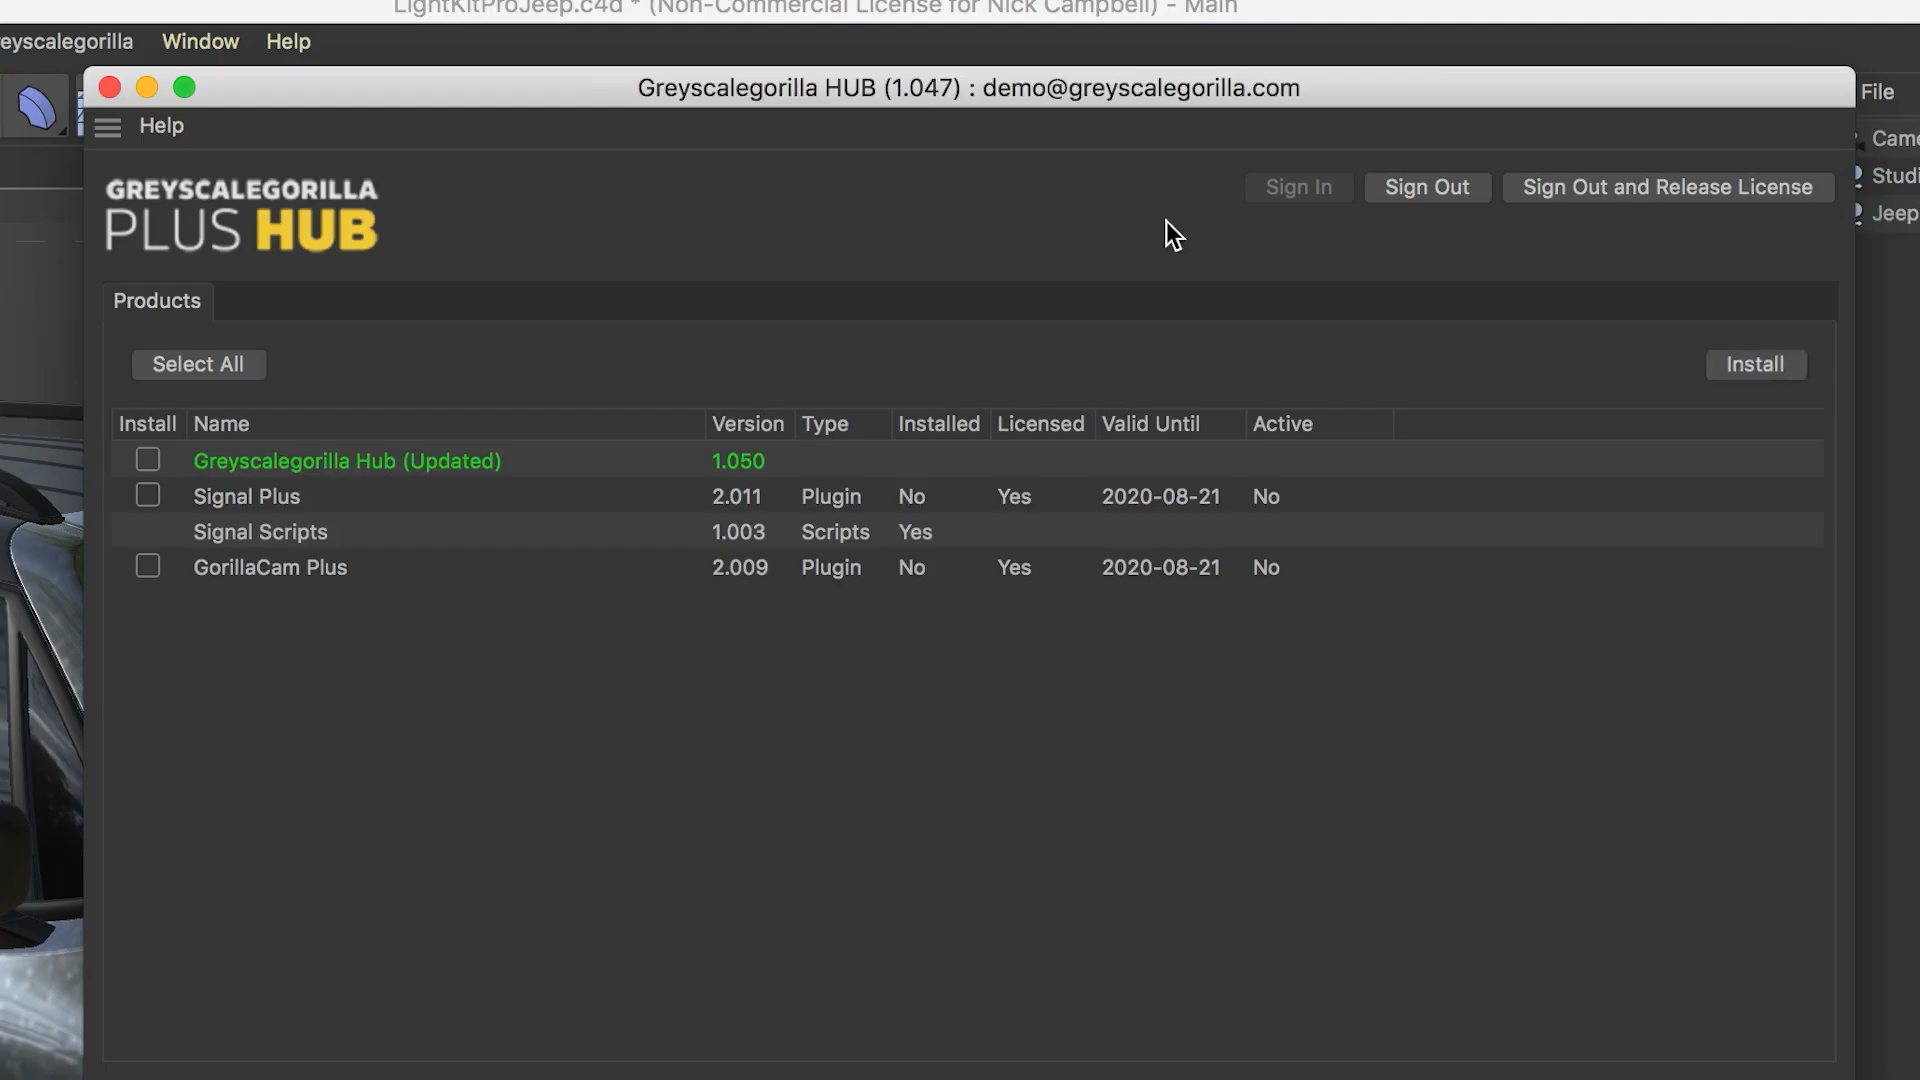 LightKitProJeep.c4d * (Non-Commercial License for Nick Campbell) - Main
eyscalegorilla Window Help
Greyscalegorilla HUB (1.047) : demo@greyscalegorilla.com
File
Help
Came
GREYSCALEGORILLA
PLUS HUB
Sign In Sign Out Sign Out and Release License
Studi
Jeep
Products
Select All Install
Install Name Version Type Installed Licensed Valid Until Active
Greyscalegorilla Hub (Updated) 1.050
Signal Plus 2.011 Plugin No Yes 2020-08-21 No
Signal Scripts 1.003 Scripts Yes
GorillaCam Plus 2.009 Plugin No Yes 2020-08-21 No